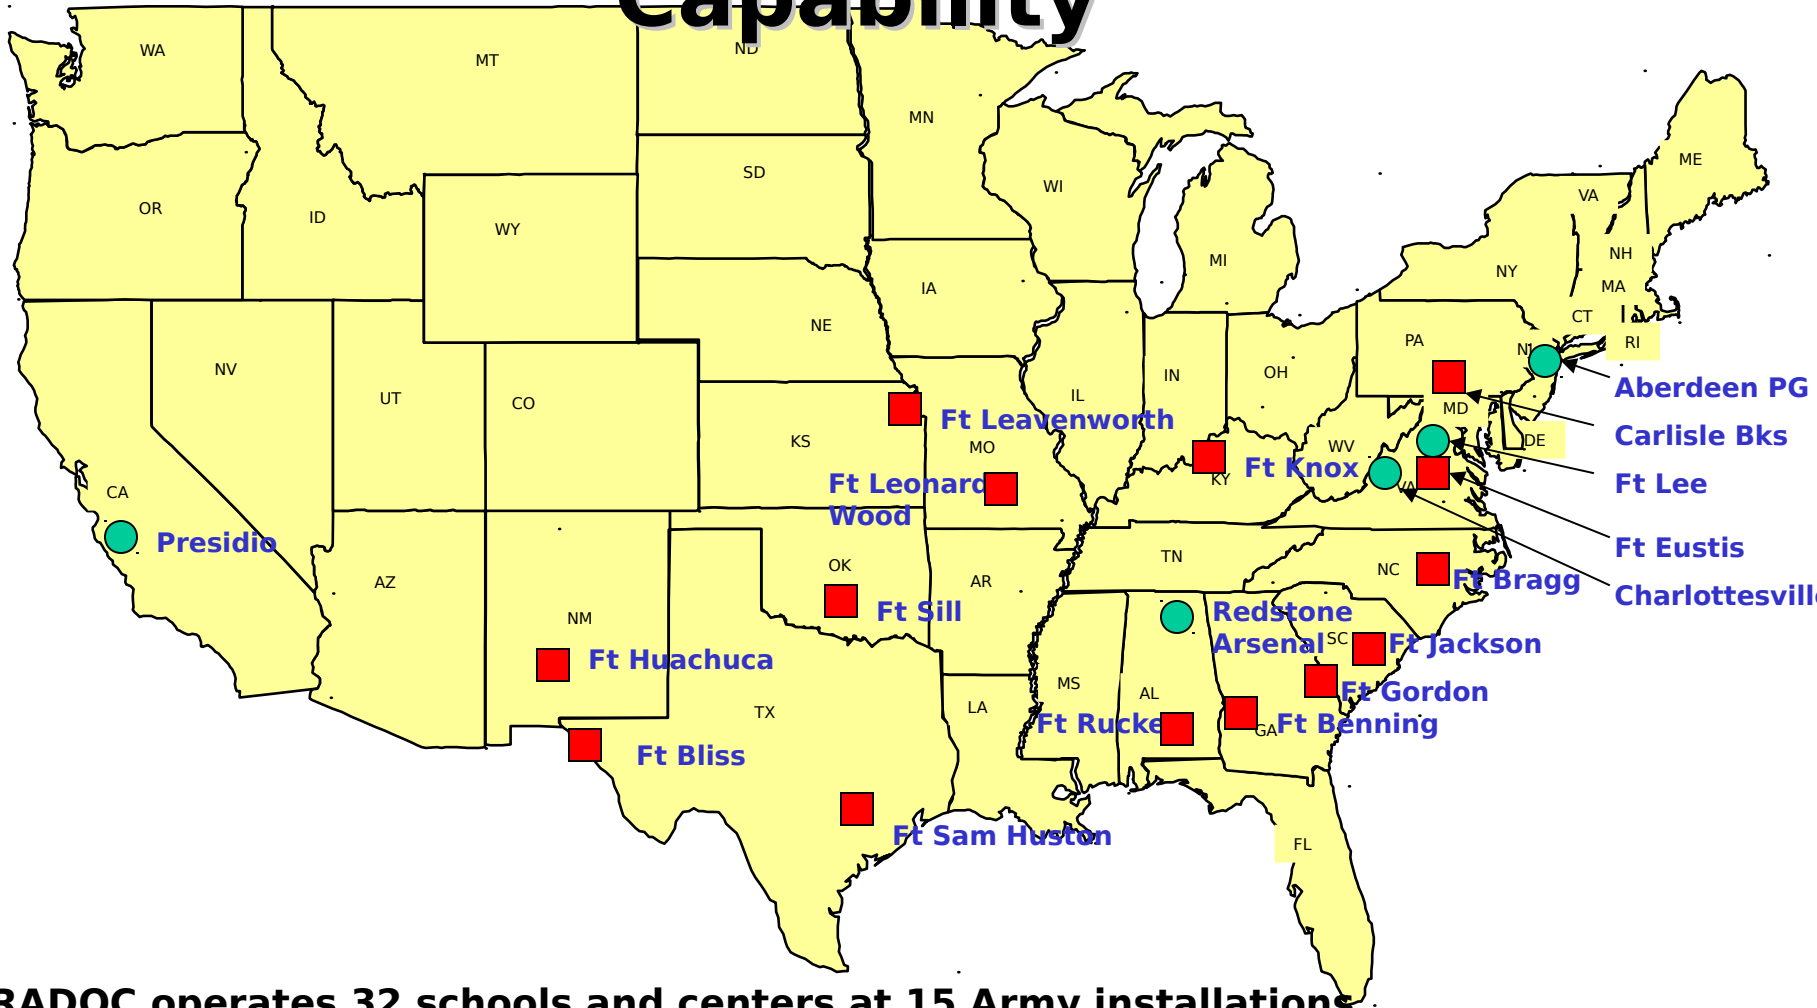 Capability
WA
MT
ND
MN
ME
SD
WI
VA
OR
ID
WY
NH
MI
NY
IA
MA
CT
NE
PA
RI
NV
IN
OH
Aberdeen PG
UT
CO
IL
MD
Ft Leavenworth
Carlisle Bks
KS
MO
WV
DE
Ft Knox
KY
Ft Leonard
Wood
Ft Lee
CA
VA
Presidio
Ft Eustis
TN
OK
NC
Ft Bragg
AZ
AR
Charlottesville
Ft Sill
NM
Redstone
Arsenal
SC
Ft Jackson
Ft Huachuca
MS
AL
Ft Gordon
TX
LA
Ft Rucke
GA
Ft Benning
Ft Bliss
Ft Sam Huston
FL
RADOC operates 32 schools and centers at 15 Army installations